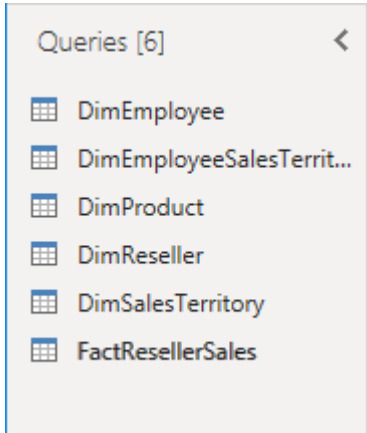 Queries [6]
DimEmployee
DimEmployeeSalesTerrit...
DimProduct
DimReseller
DimSalesTerritory
FactResellerSales